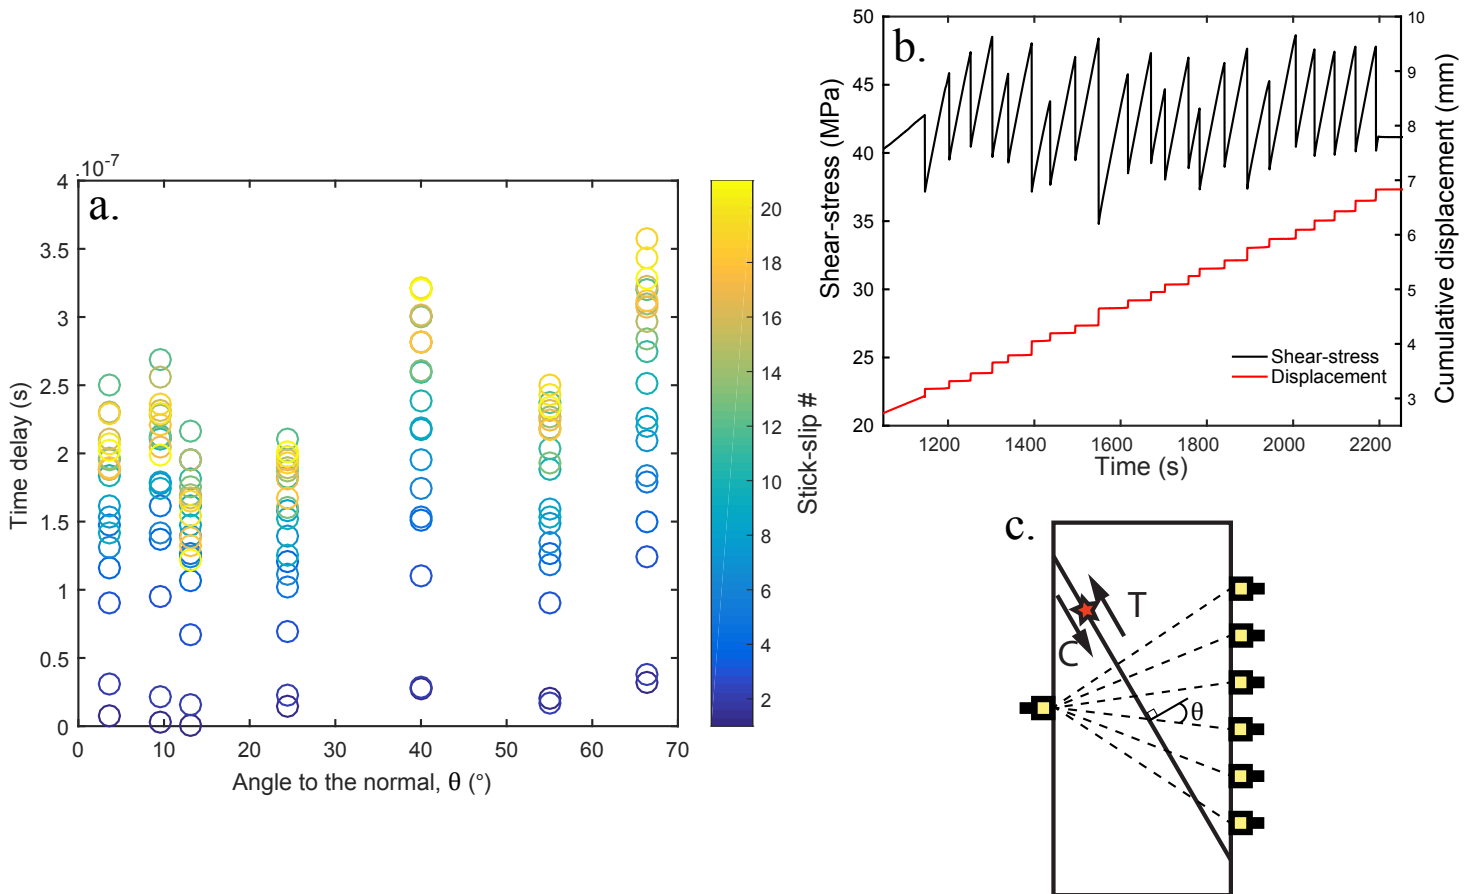 a.
.10-7
4
3.5
3
2.5
2
1.5
1
0.5
0
0 10 20 30 40 50 60 70
Time delay (s)
Angle to the normal, θ (°)
20
18
16
14
12
10
8
6
4
2
Stick-slip #
b.
50
45
40
35
30
25
20
Shear-stress (MPa)
10
9
8
7
6
5
4
3
Cumulative displacement (mm)
Shear-stress
Displacement
1200 1400 1600 1800 2000 2200
Time (s)
c.
T
C
θ